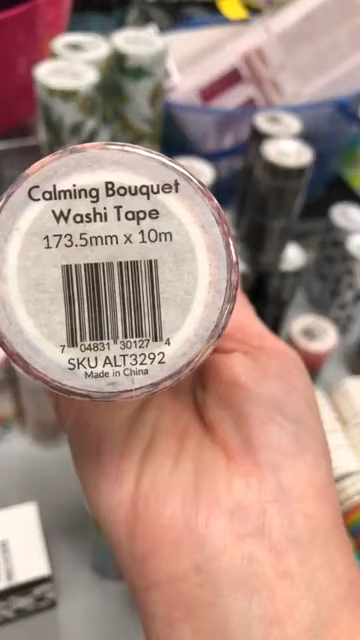 Calming Bouquet
Washi Tape
173.5mm x 10m
7 04831 30127 4
SKU ALT3292
Made in China